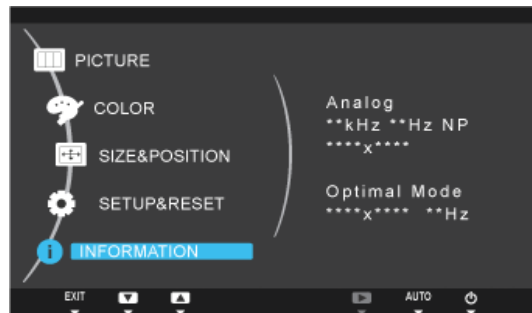 PICTURE
COLOR
SIZE&POSITION
SETUP&RESET
INFORMATION
Analog
**kHz **Hz NP
****x****
Optimal Mode
****x**** **Hz
EXIT
AUTO